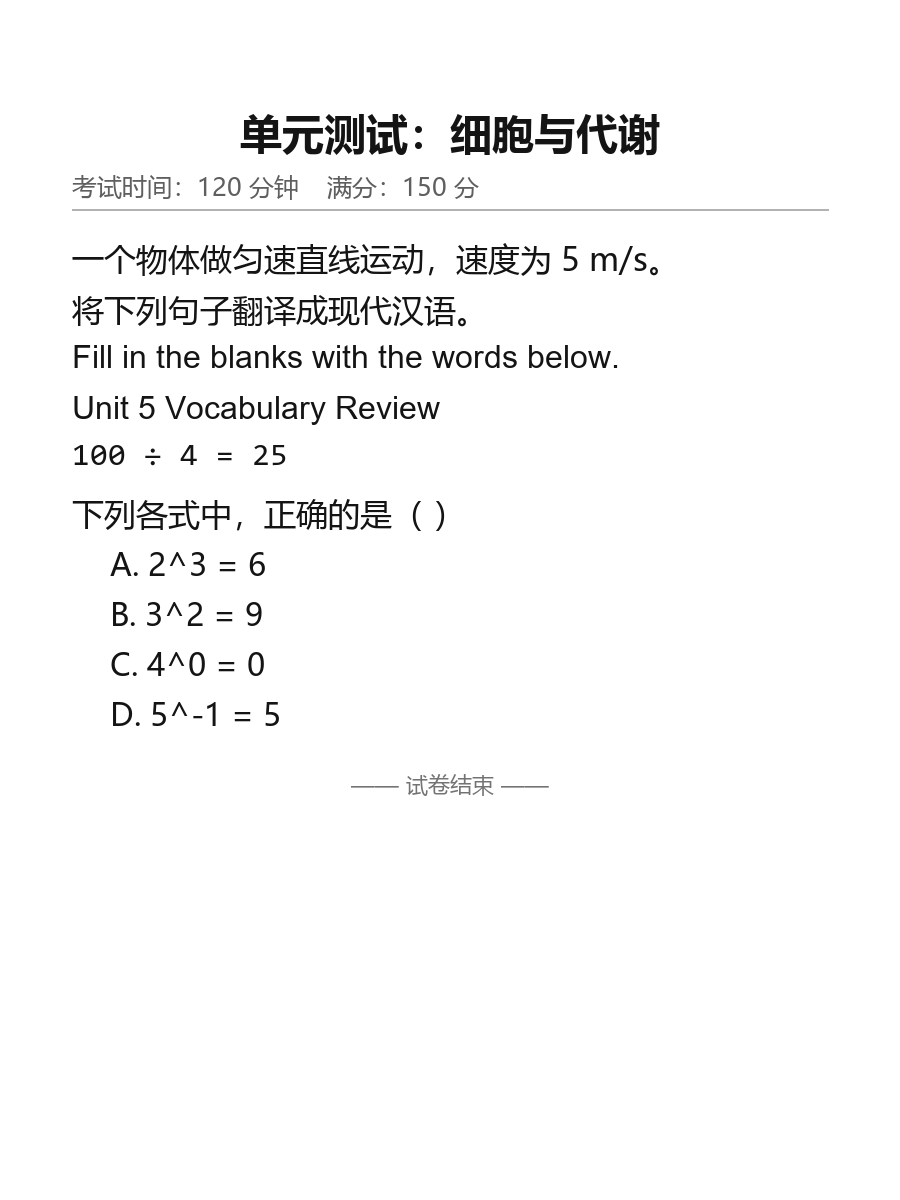 单元测试：细胞与代谢
考试时间：120 分钟    满分：150 分
一个物体做匀速直线运动，速度为 5 m/s。
将下列句子翻译成现代汉语。
Fill in the blanks with the words below.
Unit 5 Vocabulary Review
100 ÷ 4 = 25
下列各式中，正确的是（ ）
A. 2^3 = 6
B. 3^2 = 9
C. 4^0 = 0
D. 5^-1 = 5
—— 试卷结束 ——